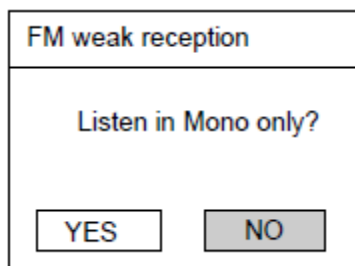 FM weak reception
Listen in Mono only?
YES NO